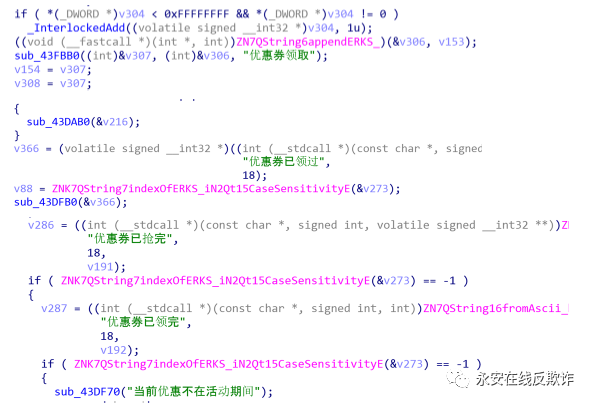 if ( *(_DWORD *)v304 < 0xFFFFFFFF && *(_DWORD *)v304 != 0 )
_InterlockedAdd((volatile signed __int32 *)v304, 1u);
((void (__fastcall *)(int *, int))ZN7QString6appendERKS_)(&v306, v153);
sub_43FBB0((int)&v307, (int)&v306, "优惠券领取");
v154 = v307;
v308 = v307;
{
sub_43DAB0(&v216);
}
v366 = (volatile signed __int32 *)((int (__stdcall *)(const char *, signed
"优惠券已领过",
18);
v88 = ZNK7QString7indexOfERKS_iN2Qt15CaseSensitivityE(&v273);
sub_43DFB0(&v366);
v286 = ((int (__stdcall *)(const char *, signed int, volatile signed __int32 **))Z
"优惠券已抢完",
18,
v191);
if ( ZNK7QString7indexOfERKS_iN2Qt15CaseSensitivityE(&v273) == -1 )
{
v287 = ((int (__stdcall *)(const char *, signed int, int))ZN7QString16fromAscii_
"优惠券已领完",
18,
v192);
if ( ZNK7QString7indexOfERKS_iN2Qt15CaseSensitivityE(&v273) == -1 )
{
sub_43DF70("当前优惠不在活动期间");
永安在线反欺诈